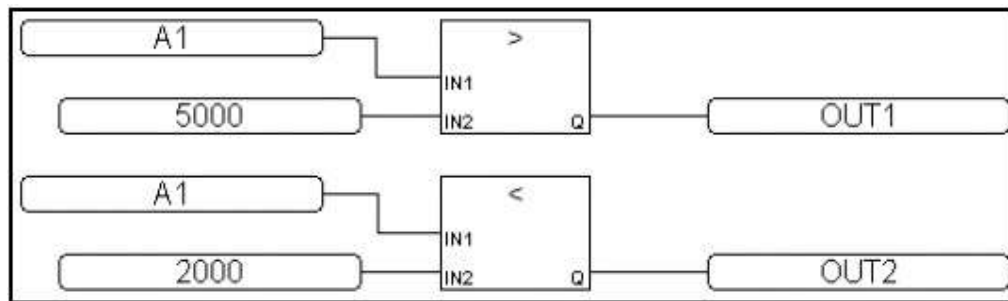 A1
>
IN1
5000
IN2
Q
OUT1
A1
<
IN1
2000
IN2
Q
OUT2